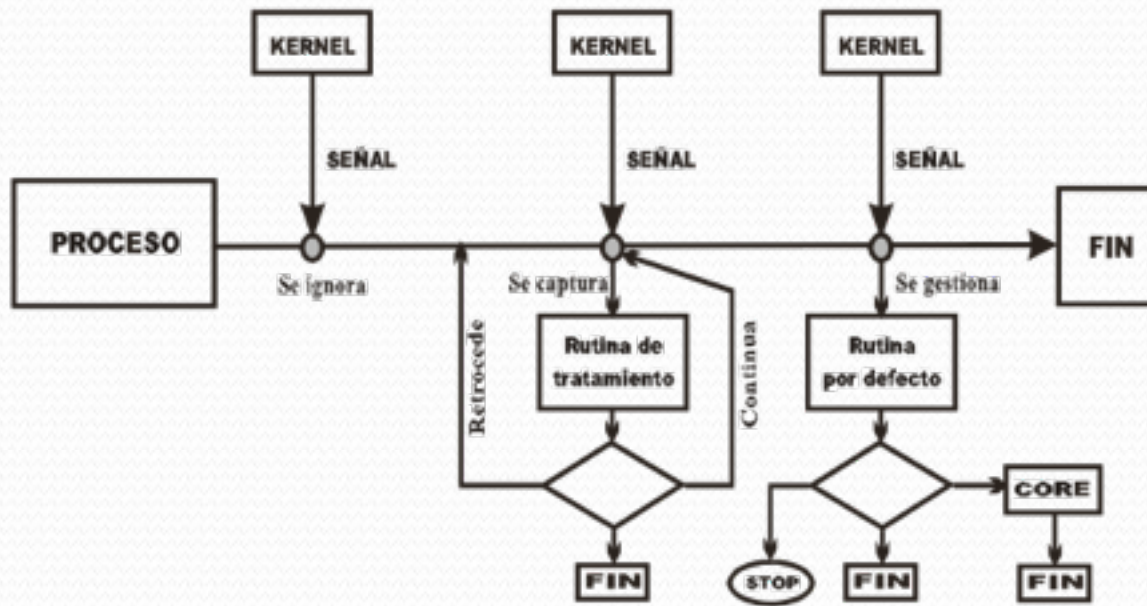 KERNEL
KERNEL
KERNEL
SEÑAL
SEÑAL
SEÑAL
PROCESO
FIN
Se ignora
Se captura
Se gestiona
Retrocede
Rutina de
tratamiento
Continua
Rutina
por defecto
CORE
FIN
STOP
FIN
FIN